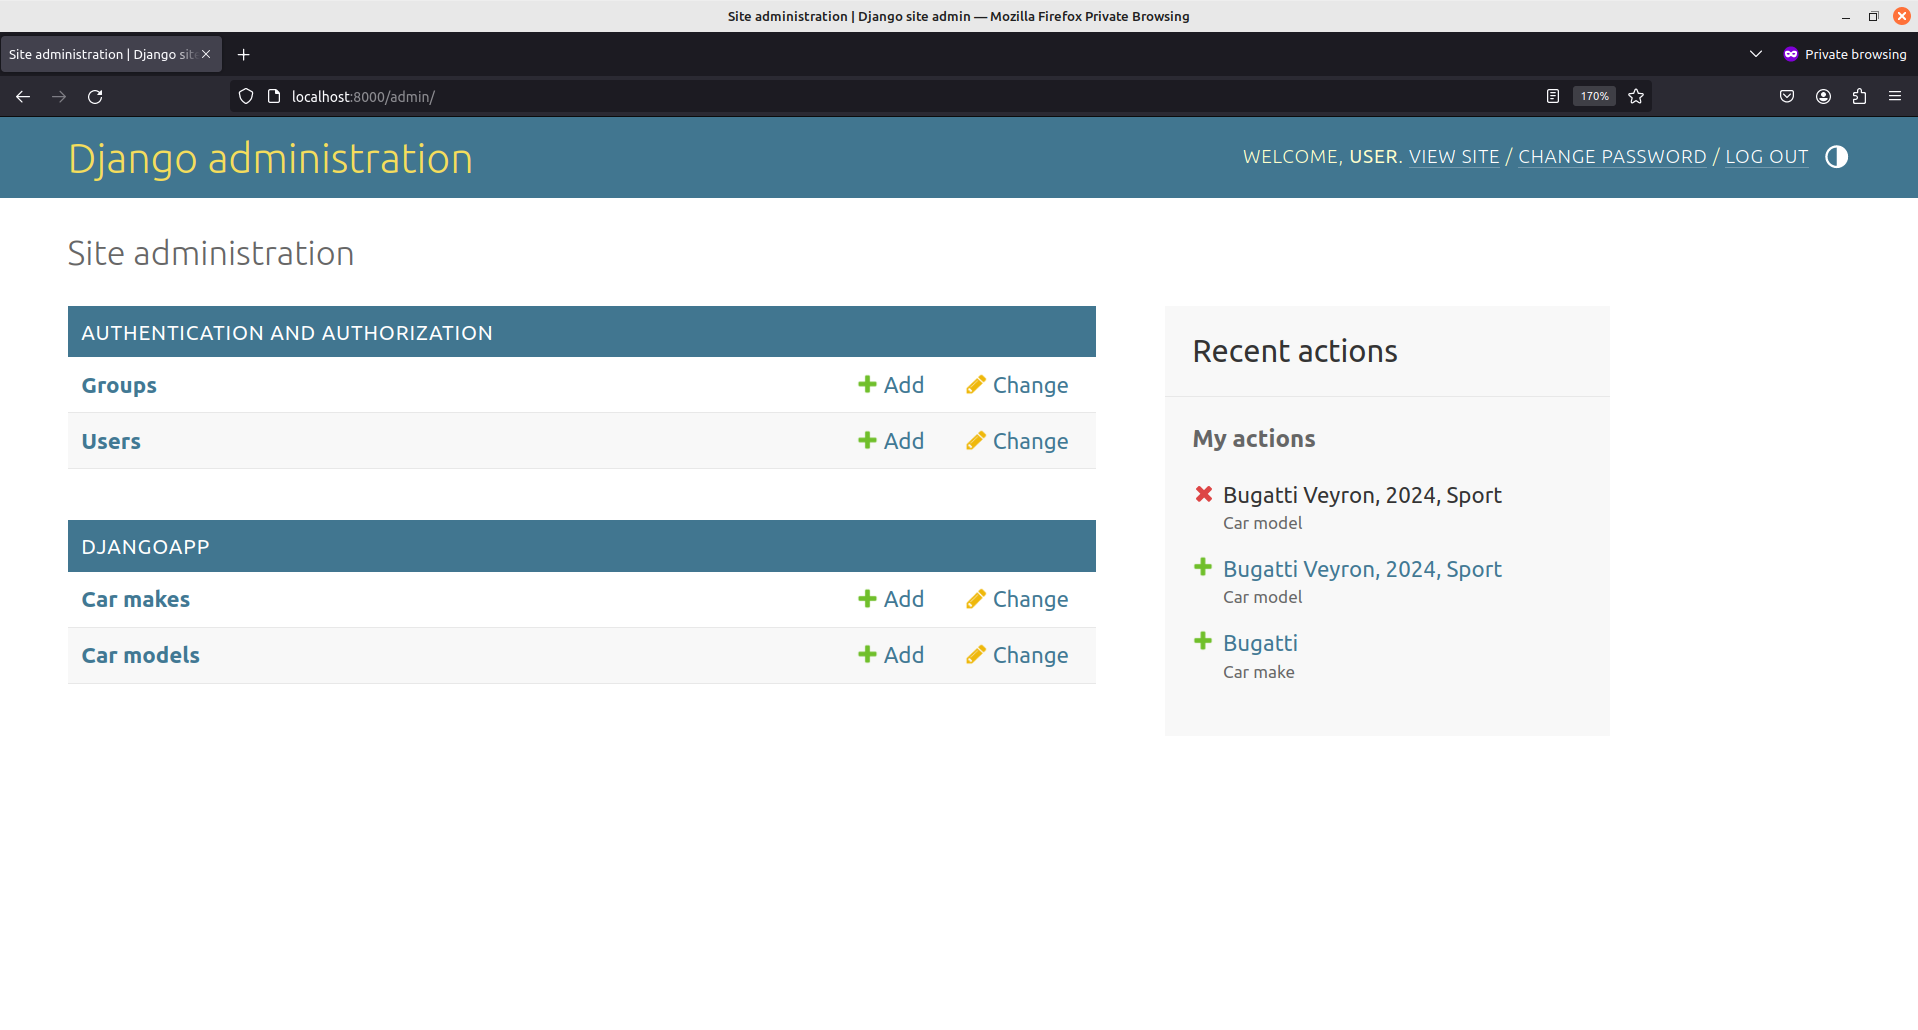 Site administration | Django site admin — Mozilla Firefox Private Browsing
Site administration | Django sit
Private browsing
localhost:8000/admin/
170%
Django administration
WELCOME, USER. VIEW SITE / CHANGE PASSWORD / LOG OUT
Site administration
AUTHENTICATION AND AUTHORIZATION
Groups Add Change
Users Add Change
DJANGOAPP
Car makes Add Change
Car models Add Change
Recent actions
My actions
Bugatti Veyron, 2024, Sport
Car model
Bugatti Veyron, 2024, Sport
Car model
Bugatti
Car make